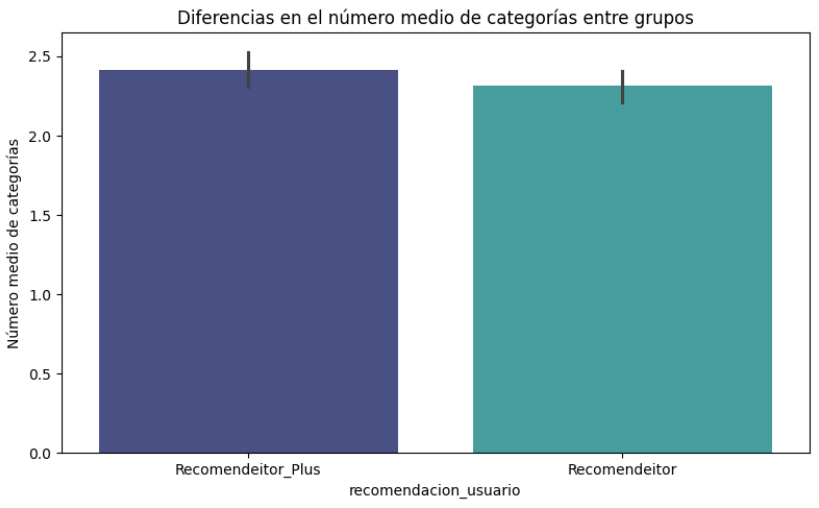 Diferencias en el número medio de categorías entre grupos
Número medio de categorías
2.5
2.0
1.5
1.0
0.5
0.0
Recomendeitor_Plus
Recomendeitor
recomendacion_usuario